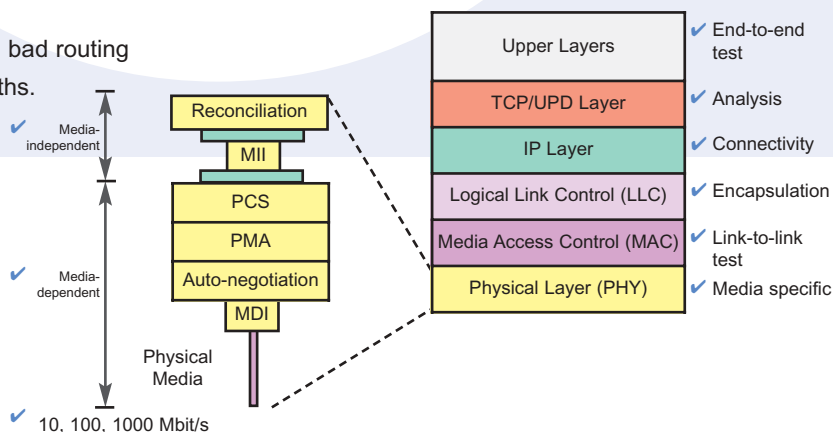 bad routing
ths.
Media-
independent
Media-
dependent
10, 100, 1000 Mbit/s
Reconciliation
MII
PCS
PMA
Auto-negotiation
MDI
Physical
Media
Upper Layers
End-to-end
test
TCP/UPD Layer
Analysis
IP Layer
Connectivity
Logical Link Control (LLC)
Encapsulation
Media Access Control (MAC)
Link-to-link
test
Physical Layer (PHY)
Media specific